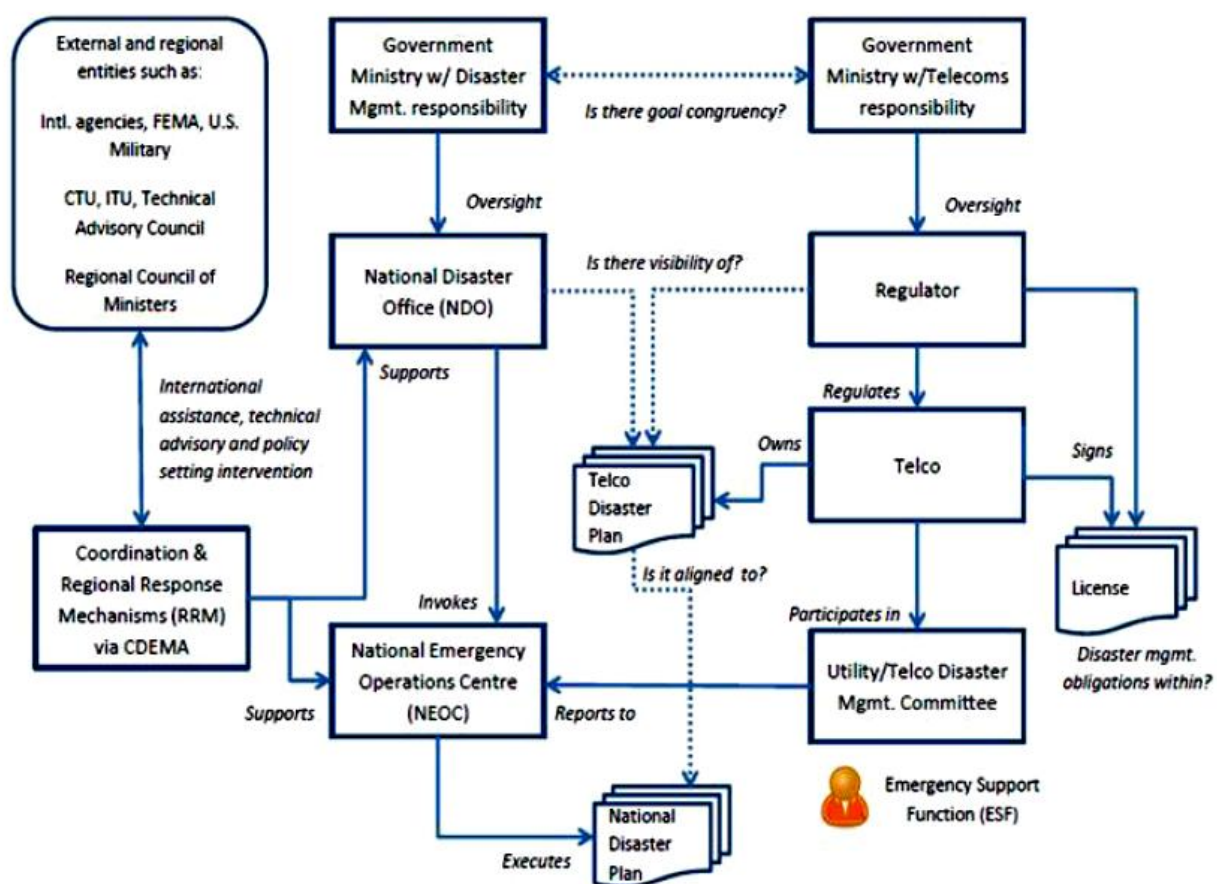 External and regional
entities such as:
Intl. agencies, FEMA, U.S.
Military
CTU, ITU, Technical
Advisory Council
Regional Council of
Ministers
Government
Ministry w/ Disaster
Mgmt. responsibility
Is there goal congruency?
Government
Ministry w/Telecoms
responsibility
Oversight
Oversight
National Disaster
Office (NDO)
Is there visibility of?
Regulator
Supports
International
assistance, technical
advisory and policy
setting intervention
Regulates
Owns
Telco
Signs
Telco
Disaster
Plan
Coordination &
Regional Response
Mechanisms (RRM)
via CDEMA
Is it aligned to?
License
Invokes
Participates in
National Emergency
Operations Centre
(NEOC)
Supports
Reports to
Utility/Telco Disaster
Mgmt. Committee
Disaster mgmt.
obligations within?
Emergency Support
Function (ESF)
National
Disaster
Plan
Executes